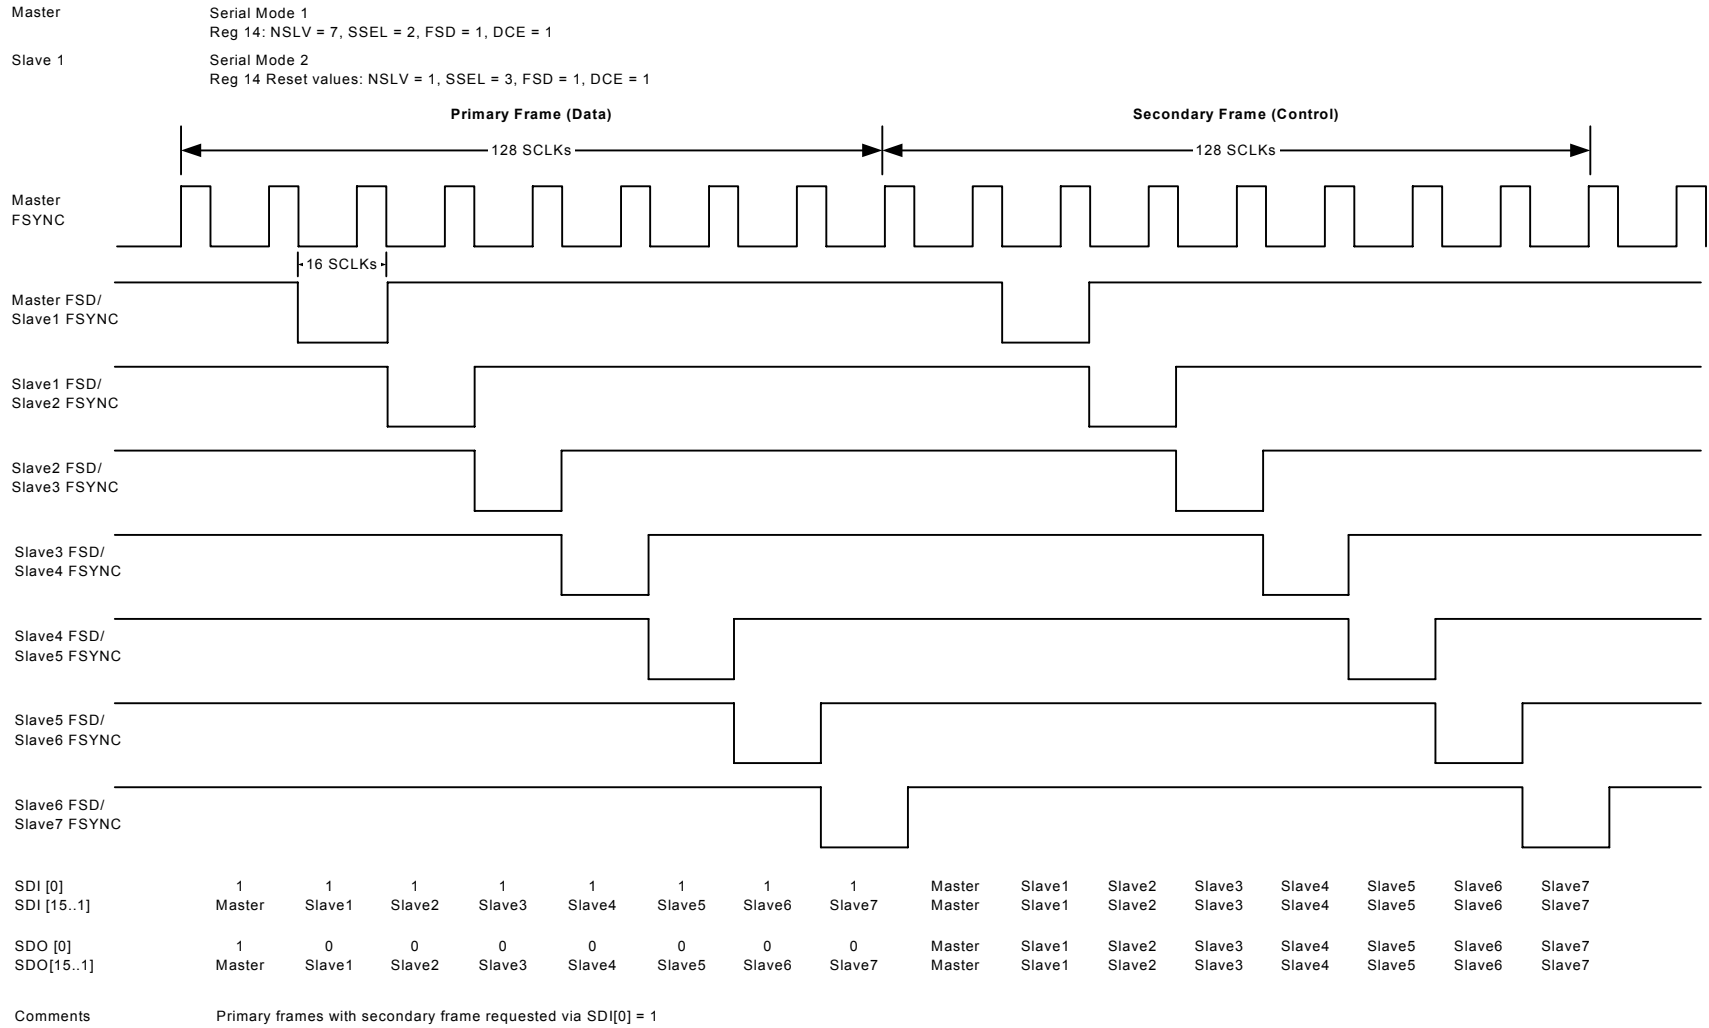 Master Serial Mode 1
Reg 14: NSLV = 7, SSEL = 2, FSD = 1, DCE = 1
Slave 1 Serial Mode 2
Reg 14 Reset values: NSLV = 1, SSEL = 3, FSD = 1, DCE = 1
Primary Frame (Data) Secondary Frame (Control)
128 SCLKs 128 SCLKs
Master
FSYNC
16 SCLKs
Master FSD/
Slave1 FSYNC
Slave1 FSD/
Slave2 FSYNC
Slave2 FSD/
Slave3 FSYNC
Slave3 FSD/
Slave4 FSYNC
Slave4 FSD/
Slave5 FSYNC
Slave5 FSD/
Slave6 FSYNC
Slave6 FSD/
Slave7 FSYNC
SDI [0] 1 1 1 1 1 1 1 1 Master Slave1 Slave2 Slave3 Slave4 Slave5 Slave6 Slave7
SDI [15..1] Master Slave1 Slave2 Slave3 Slave4 Slave5 Slave6 Slave7 Master Slave1 Slave2 Slave3 Slave4 Slave5 Slave6 Slave7
SDO [0] 1 0 0 0 0 0 0 0 Master Slave1 Slave2 Slave3 Slave4 Slave5 Slave6 Slave7
SDO[15..1] Master Slave1 Slave2 Slave3 Slave4 Slave5 Slave6 Slave7 Master Slave1 Slave2 Slave3 Slave4 Slave5 Slave6 Slave7
Comments Primary frames with secondary frame requested via SDI[0] = 1